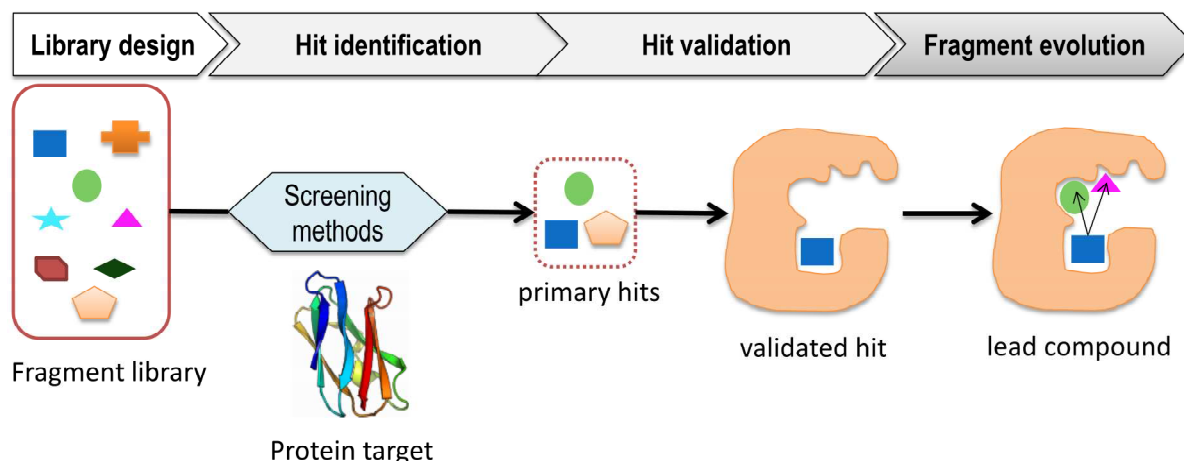 Library design
Hit identification
Hit validation
Fragment evolution
Screening
methods
primary hits
validated hit
lead compound
Fragment library
Protein target